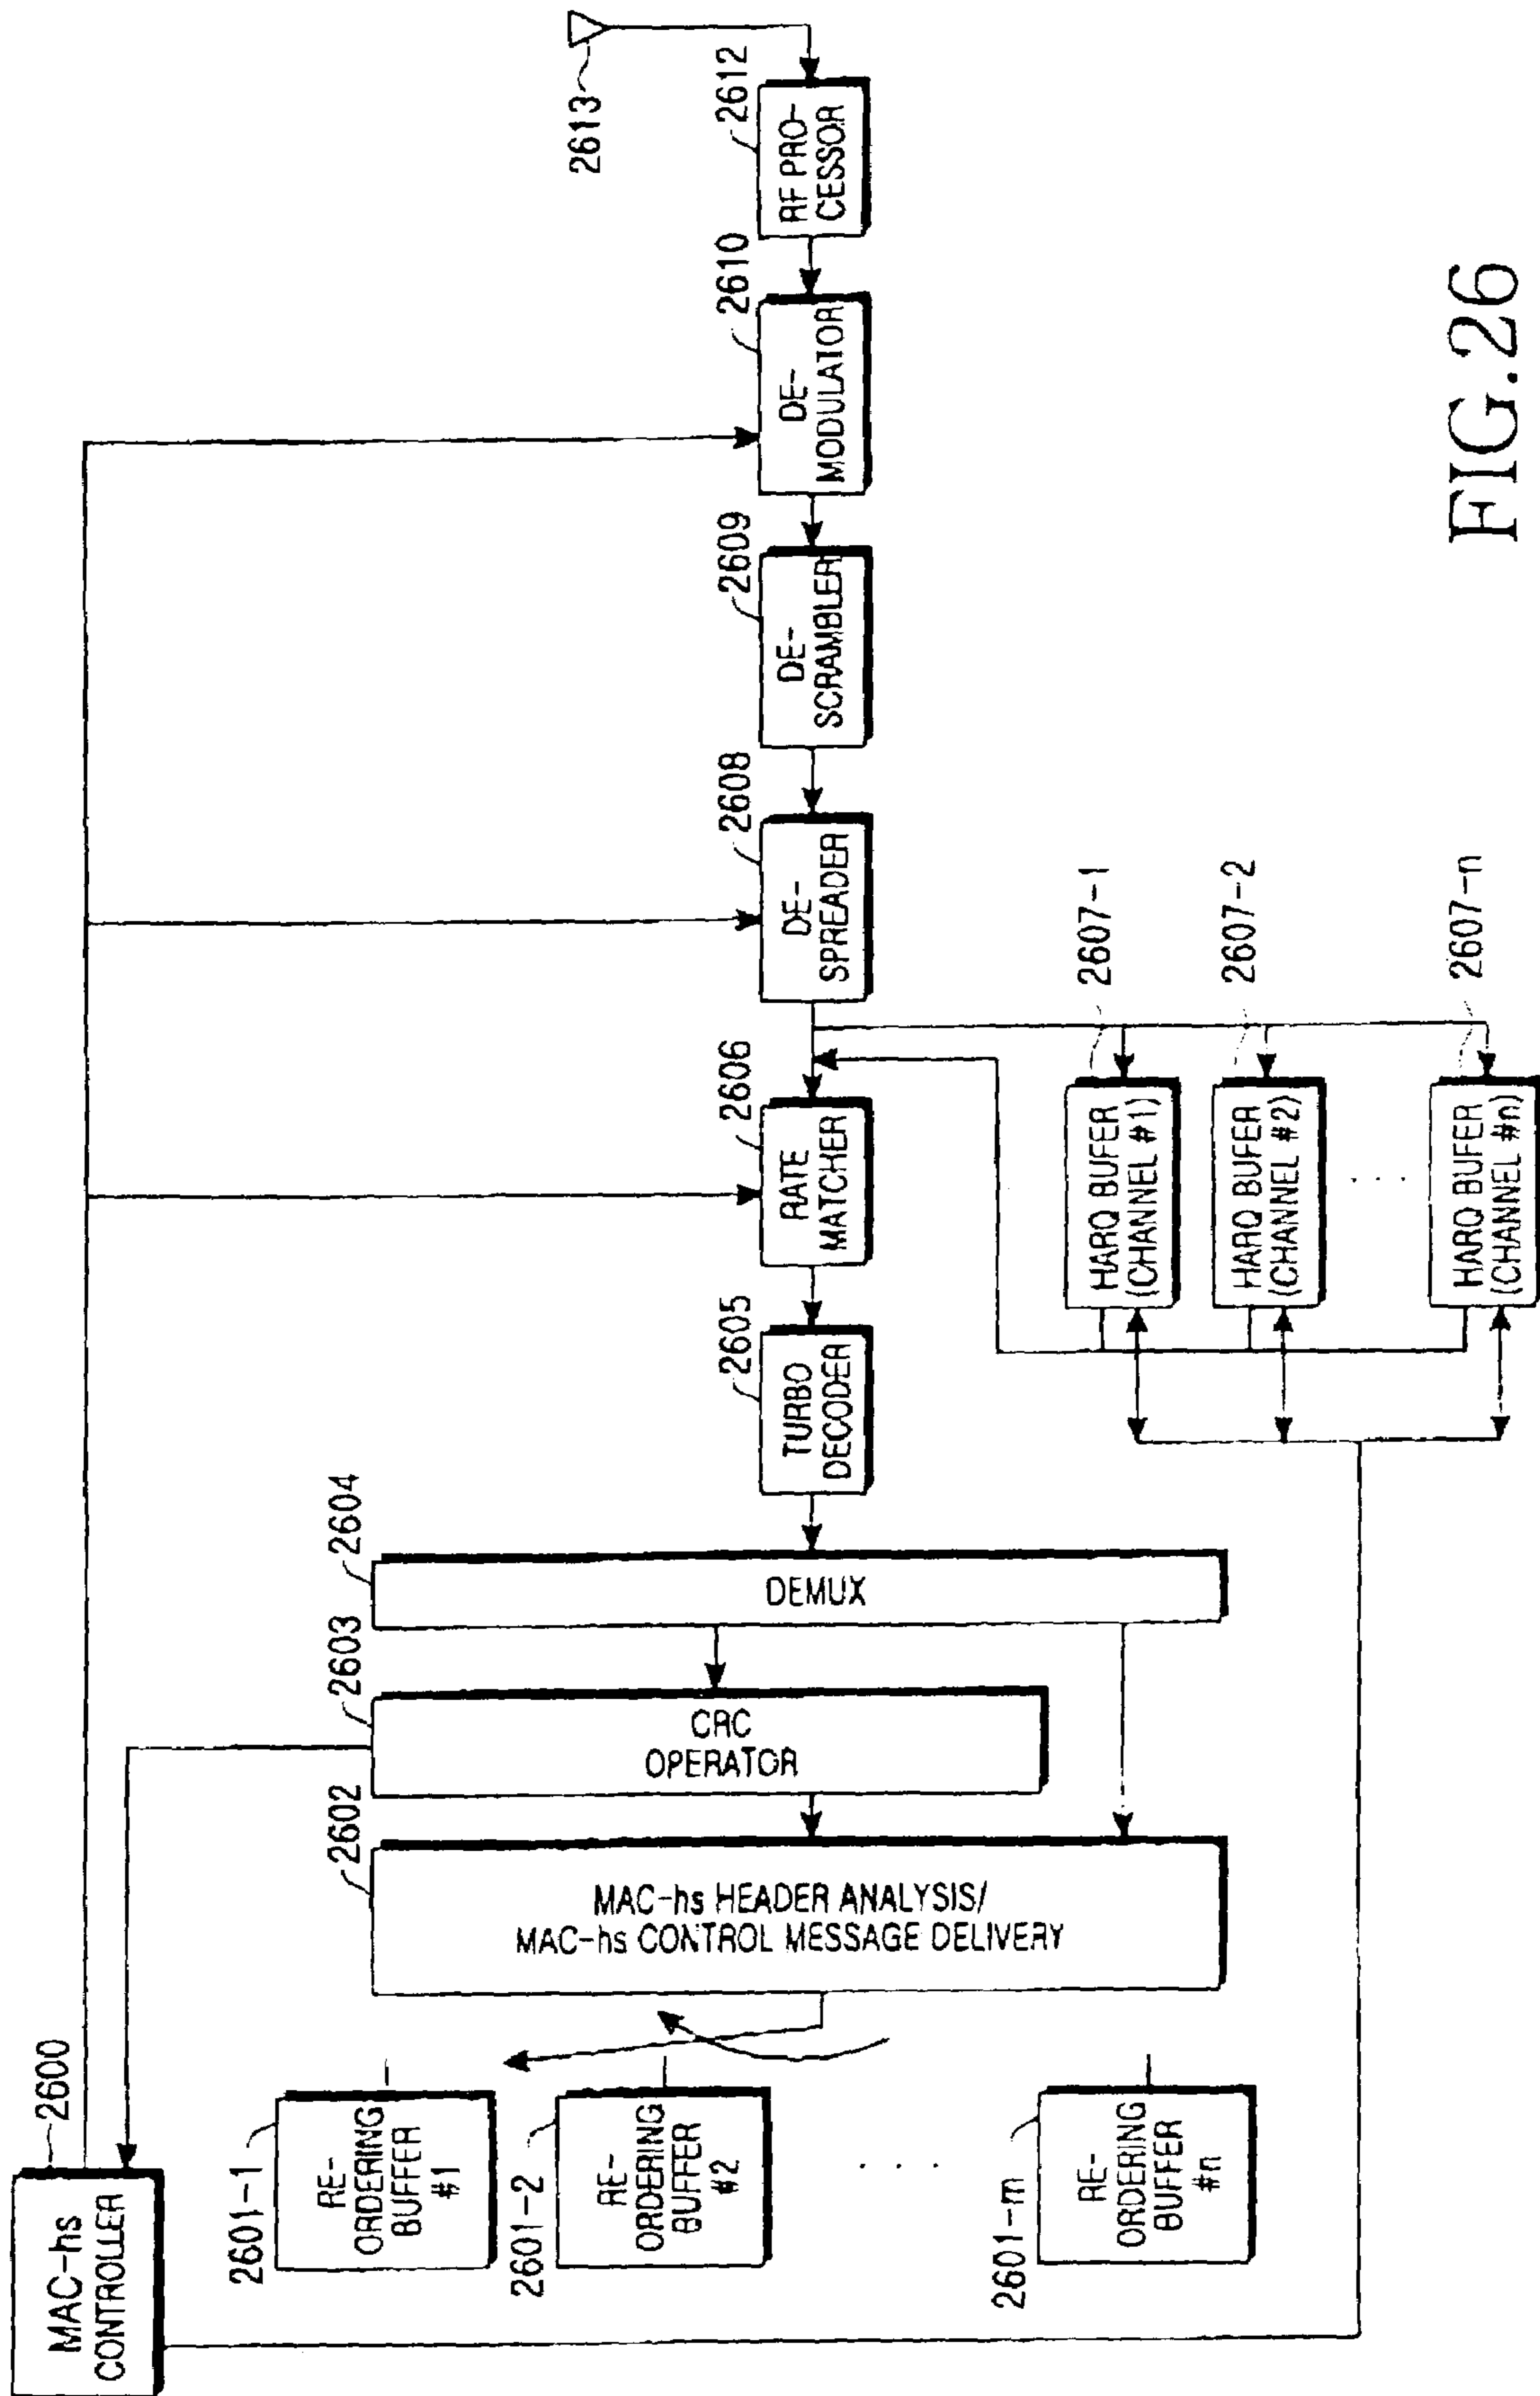 MAC-hs
CONTROLLER
2600
RE-
ORDERING
BUFFER
#1
2601-1
RE-
ORDERING
BUFFER
#2
2601-2
. . . .
RE-
ORDERING
BUFFER
#n
2601-m
MAC-hs HEADER ANALYSIS/
MAC-hs CONTROL MESSAGE DELIVERY
2602
CRC
OPERATOR
2603
DEMUX
2604
TURBO
DECODER
2605
RATE
MATCHER
2606
HARQ BUFER
(CHANNEL #1)
2607-1
HARQ BUFER
(CHANNEL #2)
2607-2
. . . .
HARQ BUFER
(CHANNEL #n)
2607-n
DE-
SPREADER
2608
DE-
SCRAMBLER
2609
DE-
MODULATOR
2610
RF PRO-
CESSOR
2612
2613
FIG.26